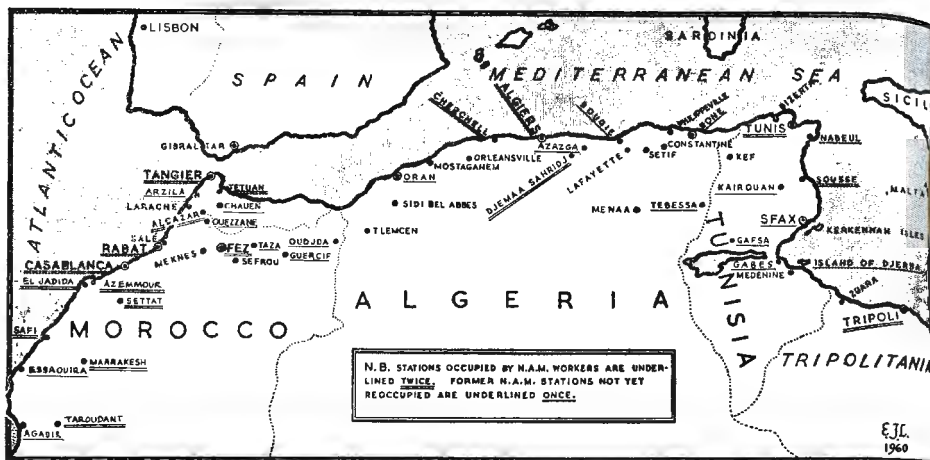 LISBON
SPAIN
ATLANTIC OCEAN
MEDITERRANEAN SEA
SARDINIA
SICIL
GIBRALTAR
CHERCHELL
ALGIERS
BOUGIE
PHILIPPEVILLE
BONE
BIZERTA
TUNIS
NABEUL
AZAZGA
CONSTANTINE
SETIF
KEF
ORLEANSVILLE
MOSTAGANEM
DJEMAA SAHRIDJ
LAFAYETTE
TANGIER
TETUAN
ORAN
KAIROUAN
SOUSSE
MALTA
ARZILA
LARACHE
CHAUEN
ALCAZAR
OUEZZANE
SIDI BEL ABBES
MENAA
TEBESSA
SFAX
KERKENNAH ISLES
SALE
RABAT
TLEMCEN
OUDJDA
MEKNES
FEZ
TAZA
GUERCIF
SEFROU
GAFSA
CASABLANCA
GABES
ISLAND OF DJERBA
MEDENINE
EL JADIDA
AZEMMOUR
SETTAT
ALGERIA
TUNISIA
ZUARA
TRIPOLI
SAFI
MOROCCO
TRIPOLITANIA
MARRAKESH
ESSAOUIRA
N.B. STATIONS OCCUPIED BY N.A.M. WORKERS ARE UNDER-
LINED TWICE. FORMER N.A.M. STATIONS NOT YET
REOCCUPIED ARE UNDERLINED ONCE.
TAROUDANT
AGADIR
E.J.L.
1960